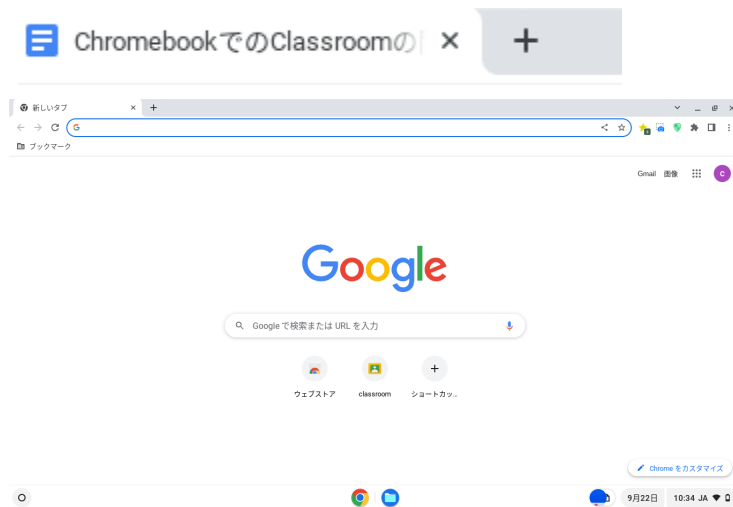 ChromebookでのClassroomの
新しいタブ
ブックマーク
Gmail 画像
C
Google
Google で検索または URL を入力
ウェブストア classroom ショートカッ...
Chrome をカスタマイズ
9月22日 10:34 JA